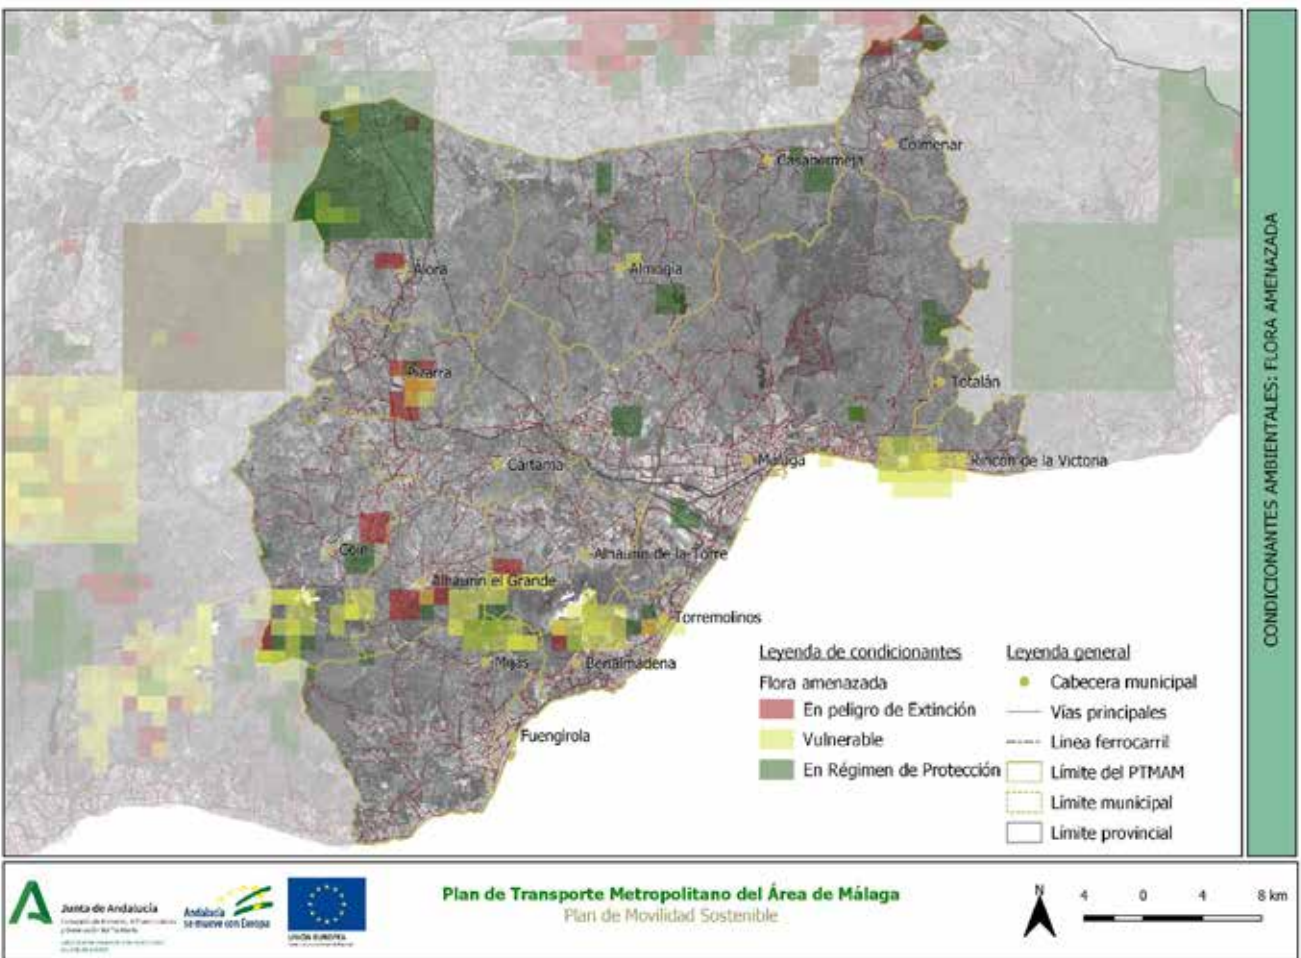 Colmenar
Casabermeja
Álora
Almogía
Pizarra
Totalán
Cártama
Málaga
Rincón de la Victoria
Coín
Alhaurín de la Torre
Alhaurín el Grande
Torremolinos
Mijas
Benalmádena
Fuengirola
Leyenda de condicionantes
Flora amenazada
En peligro de Extinción
Vulnerable
En Régimen de Protección
Leyenda general
Cabecera municipal
Vías principales
Linea ferrocarril
Límite del PTMAM
Límite municipal
Límite provincial
CONDICIONANTES AMBIENTALES: FLORA AMENAZADA
Junta de Andalucía
Andalucía
se mueve con Europa
UNIÓN EUROPEA
Plan de Transporte Metropolitano del Área de Málaga
Plan de Movilidad Sostenible
N
4 0 4 8 km